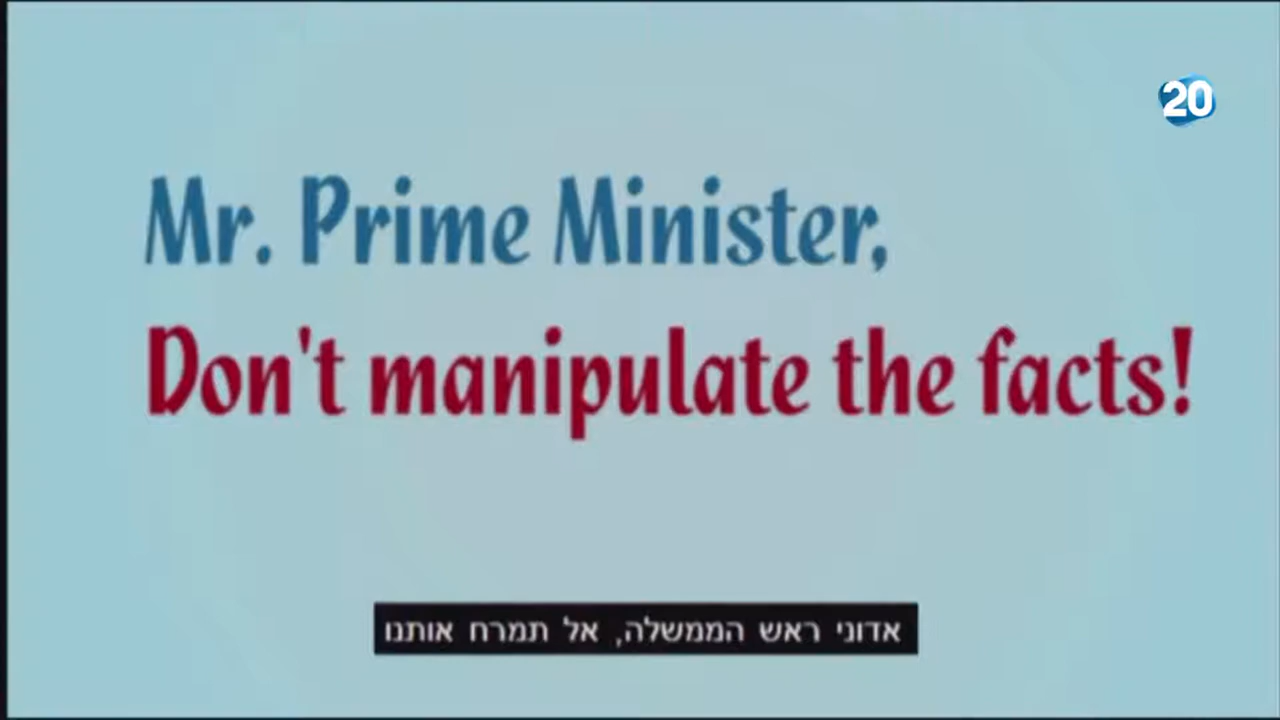 20
Mr. Prime Minister,
Don't manipulate the facts!
אדוני ראש הממשלה, אל תמרח אותנו